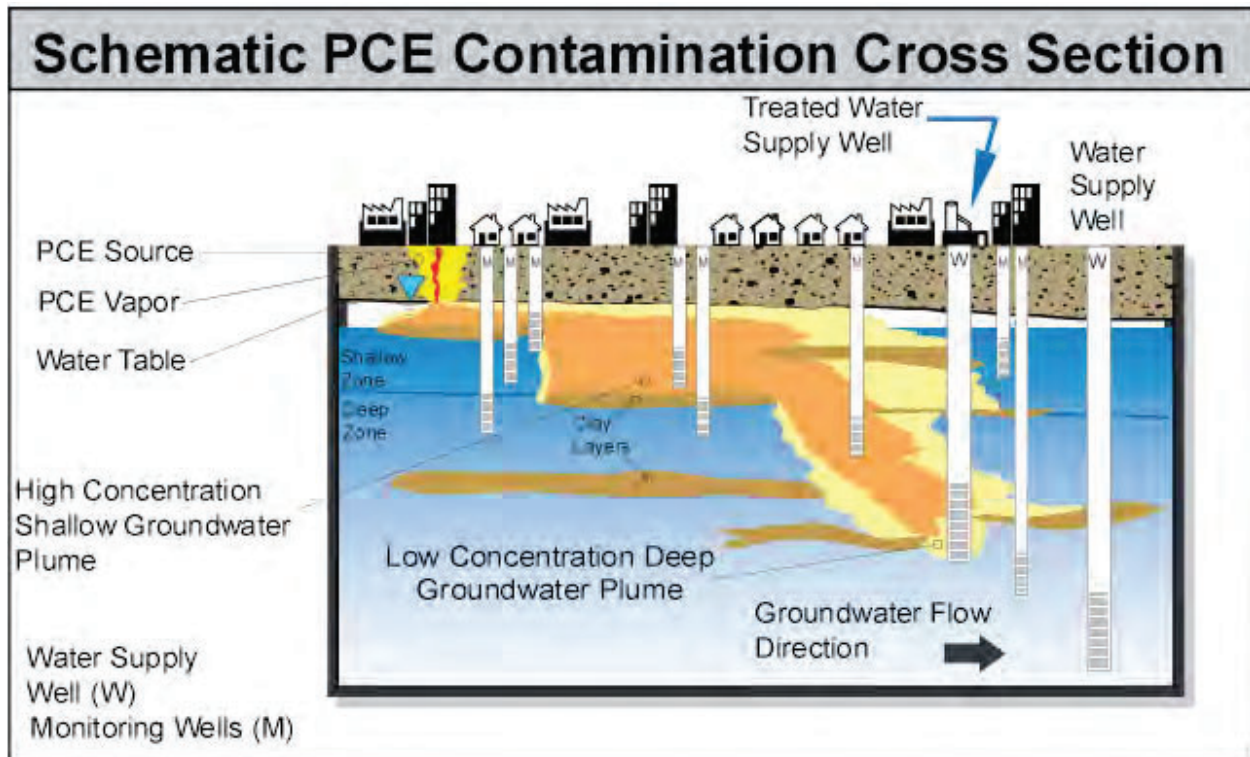 Schematic PCE Contamination Cross Section
Treated Water
Supply Well
Water
Supply
Well
PCE Source
PCE Vapor
Water Table
M
M
M
M
M
M
W
M
M
W
Shallow
Zone
Deep
Zone
Clay
Layers
High Concentration
Shallow Groundwater
Plume
Low Concentration Deep
Groundwater Plume
Groundwater Flow
Direction
Water Supply
Well (W)
Monitoring Wells (M)